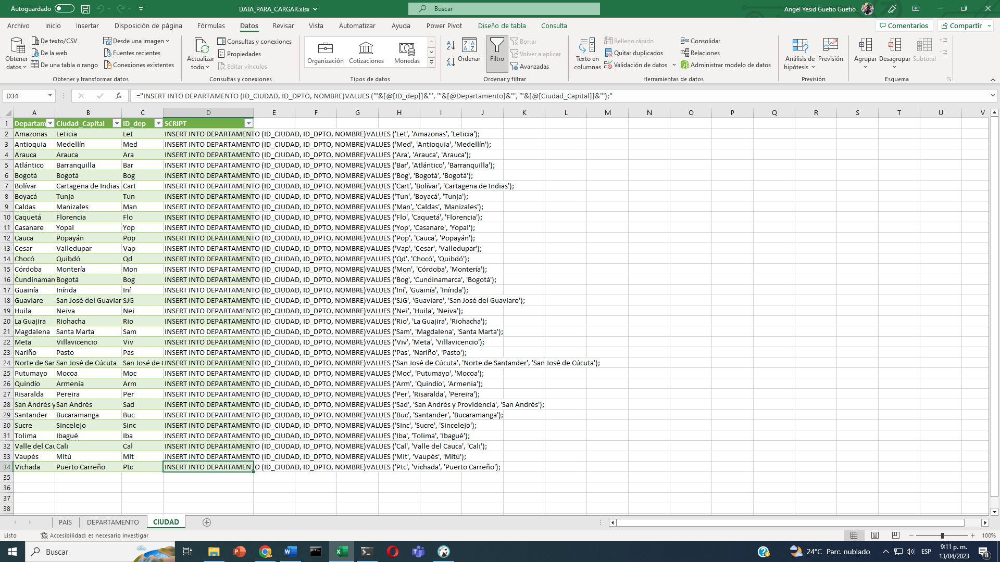 Autoguardado
DATA_PARA_CARGAR.xlsx
Buscar
Angel Yesid Guetio Guetio
Archivo Inicio Insertar Disposición de página Fórmulas Datos Revisar Vista Automatizar Ayuda Power Pivot Diseño de tabla Consulta
Comentarios Compartir
Obtener datos
De texto/CSV
De la web
De una tabla o rango
Desde una imagen
Fuentes recientes
Conexiones existentes
Obtener y transformar datos
Actualizar todo
Consultas y conexiones
Propiedades
Editar vínculos
Consultas y conexiones
Organización Cotizaciones Monedas
Tipos de datos
Ordenar
Filtro
Borrar
Volver a aplicar
Avanzadas
Ordenar y filtrar
Texto en columnas
Relleno rápido
Quitar duplicados
Validación de datos
Consolidar
Relaciones
Administrar modelo de datos
Herramientas de datos
Análisis de hipótesis
Previsión
Previsión
Agrupar Desagrupar Subtotal
Esquema
D34
fx
="INSERT INTO DEPARTAMENTO (ID_CIUDAD, ID_DPTO, NOMBRE)VALUES ('"&[@[ID_dep]]&"', '"&[@Departamento]&"', '"&[@[Ciudad_Capital]]&"');"
A B C D E F G H I J K L M N O P Q R S T U V
1 Departam Ciudad_Capital ID_dep SCRIPT
2 Amazonas Leticia Let INSERT INTO DEPARTAMENTO (ID_CIUDAD, ID_DPTO, NOMBRE)VALUES ('Let', 'Amazonas', 'Leticia');
3 Antioquia Medellín Med INSERT INTO DEPARTAMENTO (ID_CIUDAD, ID_DPTO, NOMBRE)VALUES ('Med', 'Antioquia', 'Medellín');
4 Arauca Arauca Ara INSERT INTO DEPARTAMENTO (ID_CIUDAD, ID_DPTO, NOMBRE)VALUES ('Ara', 'Arauca', 'Arauca');
5 Atlántico Barranquilla Bar INSERT INTO DEPARTAMENTO (ID_CIUDAD, ID_DPTO, NOMBRE)VALUES ('Bar', 'Atlántico', 'Barranquilla');
6 Bogotá Bogotá Bog INSERT INTO DEPARTAMENTO (ID_CIUDAD, ID_DPTO, NOMBRE)VALUES ('Bog', 'Bogotá', 'Bogotá');
7 Bolívar Cartagena de Indias Cart INSERT INTO DEPARTAMENTO (ID_CIUDAD, ID_DPTO, NOMBRE)VALUES ('Cart', 'Bolívar', 'Cartagena de Indias');
8 Boyacá Tunja Tun INSERT INTO DEPARTAMENTO (ID_CIUDAD, ID_DPTO, NOMBRE)VALUES ('Tun', 'Boyacá', 'Tunja');
9 Caldas Manizales Man INSERT INTO DEPARTAMENTO (ID_CIUDAD, ID_DPTO, NOMBRE)VALUES ('Man', 'Caldas', 'Manizales');
10 Caquetá Florencia Flo INSERT INTO DEPARTAMENTO (ID_CIUDAD, ID_DPTO, NOMBRE)VALUES ('Flo', 'Caquetá', 'Florencia');
11 Casanare Yopal Yop INSERT INTO DEPARTAMENTO (ID_CIUDAD, ID_DPTO, NOMBRE)VALUES ('Yop', 'Casanare', 'Yopal');
12 Cauca Popayán Pop INSERT INTO DEPARTAMENTO (ID_CIUDAD, ID_DPTO, NOMBRE)VALUES ('Pop', 'Cauca', 'Popayán');
13 Cesar Valledupar Vap INSERT INTO DEPARTAMENTO (ID_CIUDAD, ID_DPTO, NOMBRE)VALUES ('Vap', 'Cesar', 'Valledupar');
14 Chocó Quibdó Qd INSERT INTO DEPARTAMENTO (ID_CIUDAD, ID_DPTO, NOMBRE)VALUES ('Qd', 'Chocó', 'Quibdó');
15 Córdoba Montería Mon INSERT INTO DEPARTAMENTO (ID_CIUDAD, ID_DPTO, NOMBRE)VALUES ('Mon', 'Córdoba', 'Montería');
16 Cundinamarc Bogotá Bog INSERT INTO DEPARTAMENTO (ID_CIUDAD, ID_DPTO, NOMBRE)VALUES ('Bog', 'Cundinamarca', 'Bogotá');
17 Guainía Inírida Iní INSERT INTO DEPARTAMENTO (ID_CIUDAD, ID_DPTO, NOMBRE)VALUES ('Iní', 'Guainía', 'Inírida');
18 Guaviare San José del Guaviar SJG INSERT INTO DEPARTAMENTO (ID_CIUDAD, ID_DPTO, NOMBRE)VALUES ('SJG', 'Guaviare', 'San José del Guaviare');
19 Huila Neiva Nei INSERT INTO DEPARTAMENTO (ID_CIUDAD, ID_DPTO, NOMBRE)VALUES ('Nei', 'Huila', 'Neiva');
20 La Guajira Riohacha Rio INSERT INTO DEPARTAMENTO (ID_CIUDAD, ID_DPTO, NOMBRE)VALUES ('Rio', 'La Guajira', 'Riohacha');
21 Magdalena Santa Marta Sam INSERT INTO DEPARTAMENTO (ID_CIUDAD, ID_DPTO, NOMBRE)VALUES ('Sam', 'Magdalena', 'Santa Marta');
22 Meta Villavicencio Viv INSERT INTO DEPARTAMENTO (ID_CIUDAD, ID_DPTO, NOMBRE)VALUES ('Viv', 'Meta', 'Villavicencio');
23 Nariño Pasto Pas INSERT INTO DEPARTAMENTO (ID_CIUDAD, ID_DPTO, NOMBRE)VALUES ('Pas', 'Nariño', 'Pasto');
24 Norte de Sar San José de Cúcuta San José de INSERT INTO DEPARTAMENTO (ID_CIUDAD, ID_DPTO, NOMBRE)VALUES ('San José de Cúcuta', 'Norte de Santander', 'San José de Cúcuta');
25 Putumayo Mocoa Moc INSERT INTO DEPARTAMENTO (ID_CIUDAD, ID_DPTO, NOMBRE)VALUES ('Moc', 'Putumayo', 'Mocoa');
26 Quindío Armenia Arm INSERT INTO DEPARTAMENTO (ID_CIUDAD, ID_DPTO, NOMBRE)VALUES ('Arm', 'Quindío', 'Armenia');
27 Risaralda Pereira Per INSERT INTO DEPARTAMENTO (ID_CIUDAD, ID_DPTO, NOMBRE)VALUES ('Per', 'Risaralda', 'Pereira');
28 San Andrés y San Andrés Sad INSERT INTO DEPARTAMENTO (ID_CIUDAD, ID_DPTO, NOMBRE)VALUES ('Sad', 'San Andrés y Providencia', 'San Andrés');
29 Santander Bucaramanga Buc INSERT INTO DEPARTAMENTO (ID_CIUDAD, ID_DPTO, NOMBRE)VALUES ('Buc', 'Santander', 'Bucaramanga');
30 Sucre Sincelejo Sinc INSERT INTO DEPARTAMENTO (ID_CIUDAD, ID_DPTO, NOMBRE)VALUES ('Sinc', 'Sucre', 'Sincelejo');
31 Tolima Ibagué Iba INSERT INTO DEPARTAMENTO (ID_CIUDAD, ID_DPTO, NOMBRE)VALUES ('Iba', 'Tolima', 'Ibagué');
32 Valle del Cau Cali Cal INSERT INTO DEPARTAMENTO (ID_CIUDAD, ID_DPTO, NOMBRE)VALUES ('Cal', 'Valle del Cauca', 'Cali');
33 Vaupés Mitú Mit INSERT INTO DEPARTAMENTO (ID_CIUDAD, ID_DPTO, NOMBRE)VALUES ('Mit', 'Vaupés', 'Mitú');
34 Vichada Puerto Carreño Ptc INSERT INTO DEPARTAMENTO (ID_CIUDAD, ID_DPTO, NOMBRE)VALUES ('Ptc', 'Vichada', 'Puerto Carreño');
35
36
37
38
PAIS DEPARTAMENTO CIUDAD
Listo Accesibilidad: es necesario investigar
100%
Buscar
24°C Parc. nublado
ESP
9:11 p. m.
13/04/2023
8